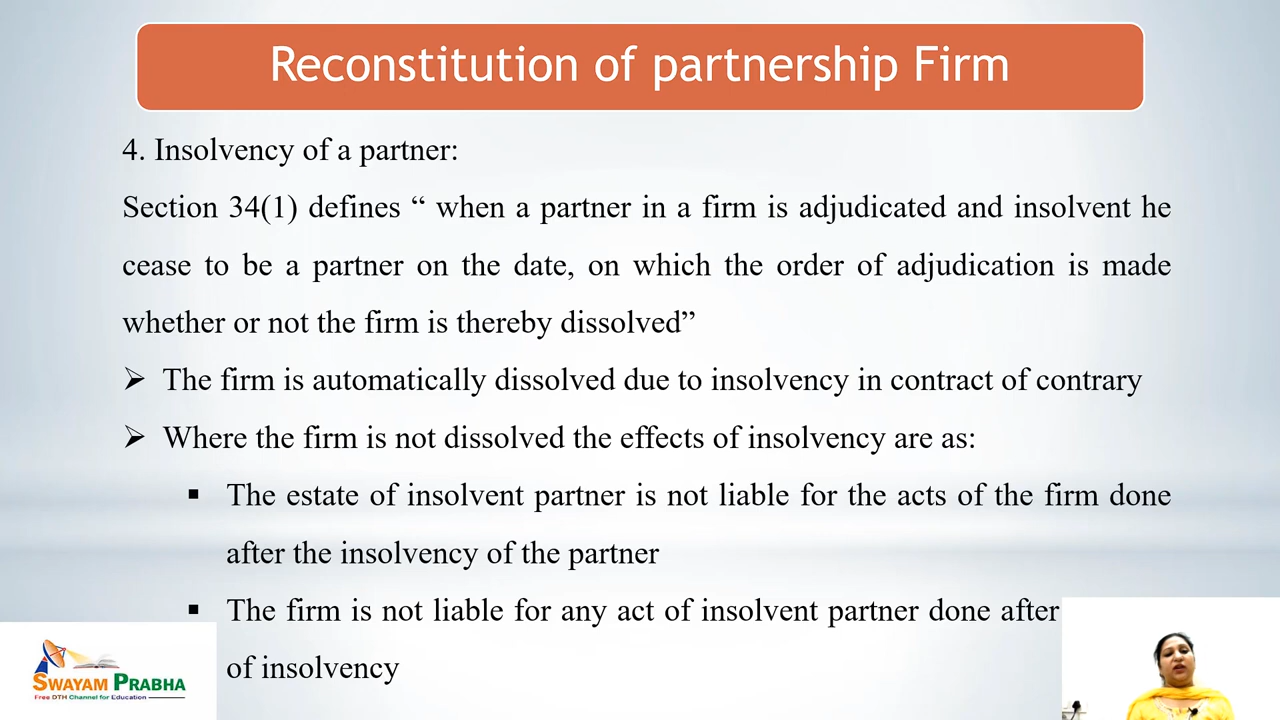 Reconstitution of partnership Firm
4. Insolvency of a partner:
Section 34(1) defines “ when a partner in a firm is adjudicated and insolvent he
cease to be a partner on the date, on which the order of adjudication is made
whether or not the firm is thereby dissolved”
➢ The firm is automatically dissolved due to insolvency in contract of contrary
➢ Where the firm is not dissolved the effects of insolvency are as:
▪ The estate of insolvent partner is not liable for the acts of the firm done
after the insolvency of the partner
▪ The firm is not liable for any act of insolvent partner done after
of insolvency
SWAYAM PRABHA
Free DTH Channel for Education